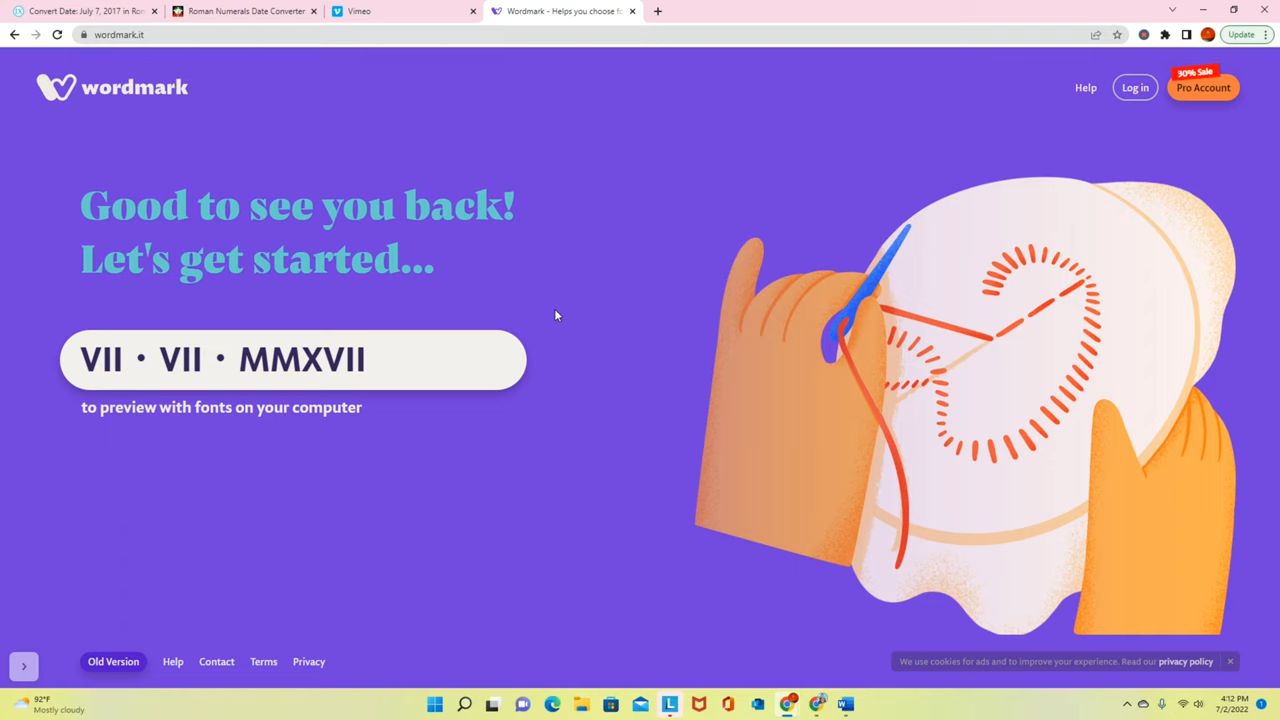 Convert Date: July 7, 2017 in Rom
Roman Numerals Date Converter
Vimeo
Wordmark - Helps you choose fo
wordmark.it
Update
wordmark
Help
Log in
30% Sale
Pro Account
Good to see you back!
Let's get started...
VII · VII · MMXVII
to preview with fonts on your computer
Old Version
Help
Contact
Terms
Privacy
We use cookies for ads and to improve your experience. Read our privacy policy
92°F
Mostly cloudy
4:12 PM
7/2/2022